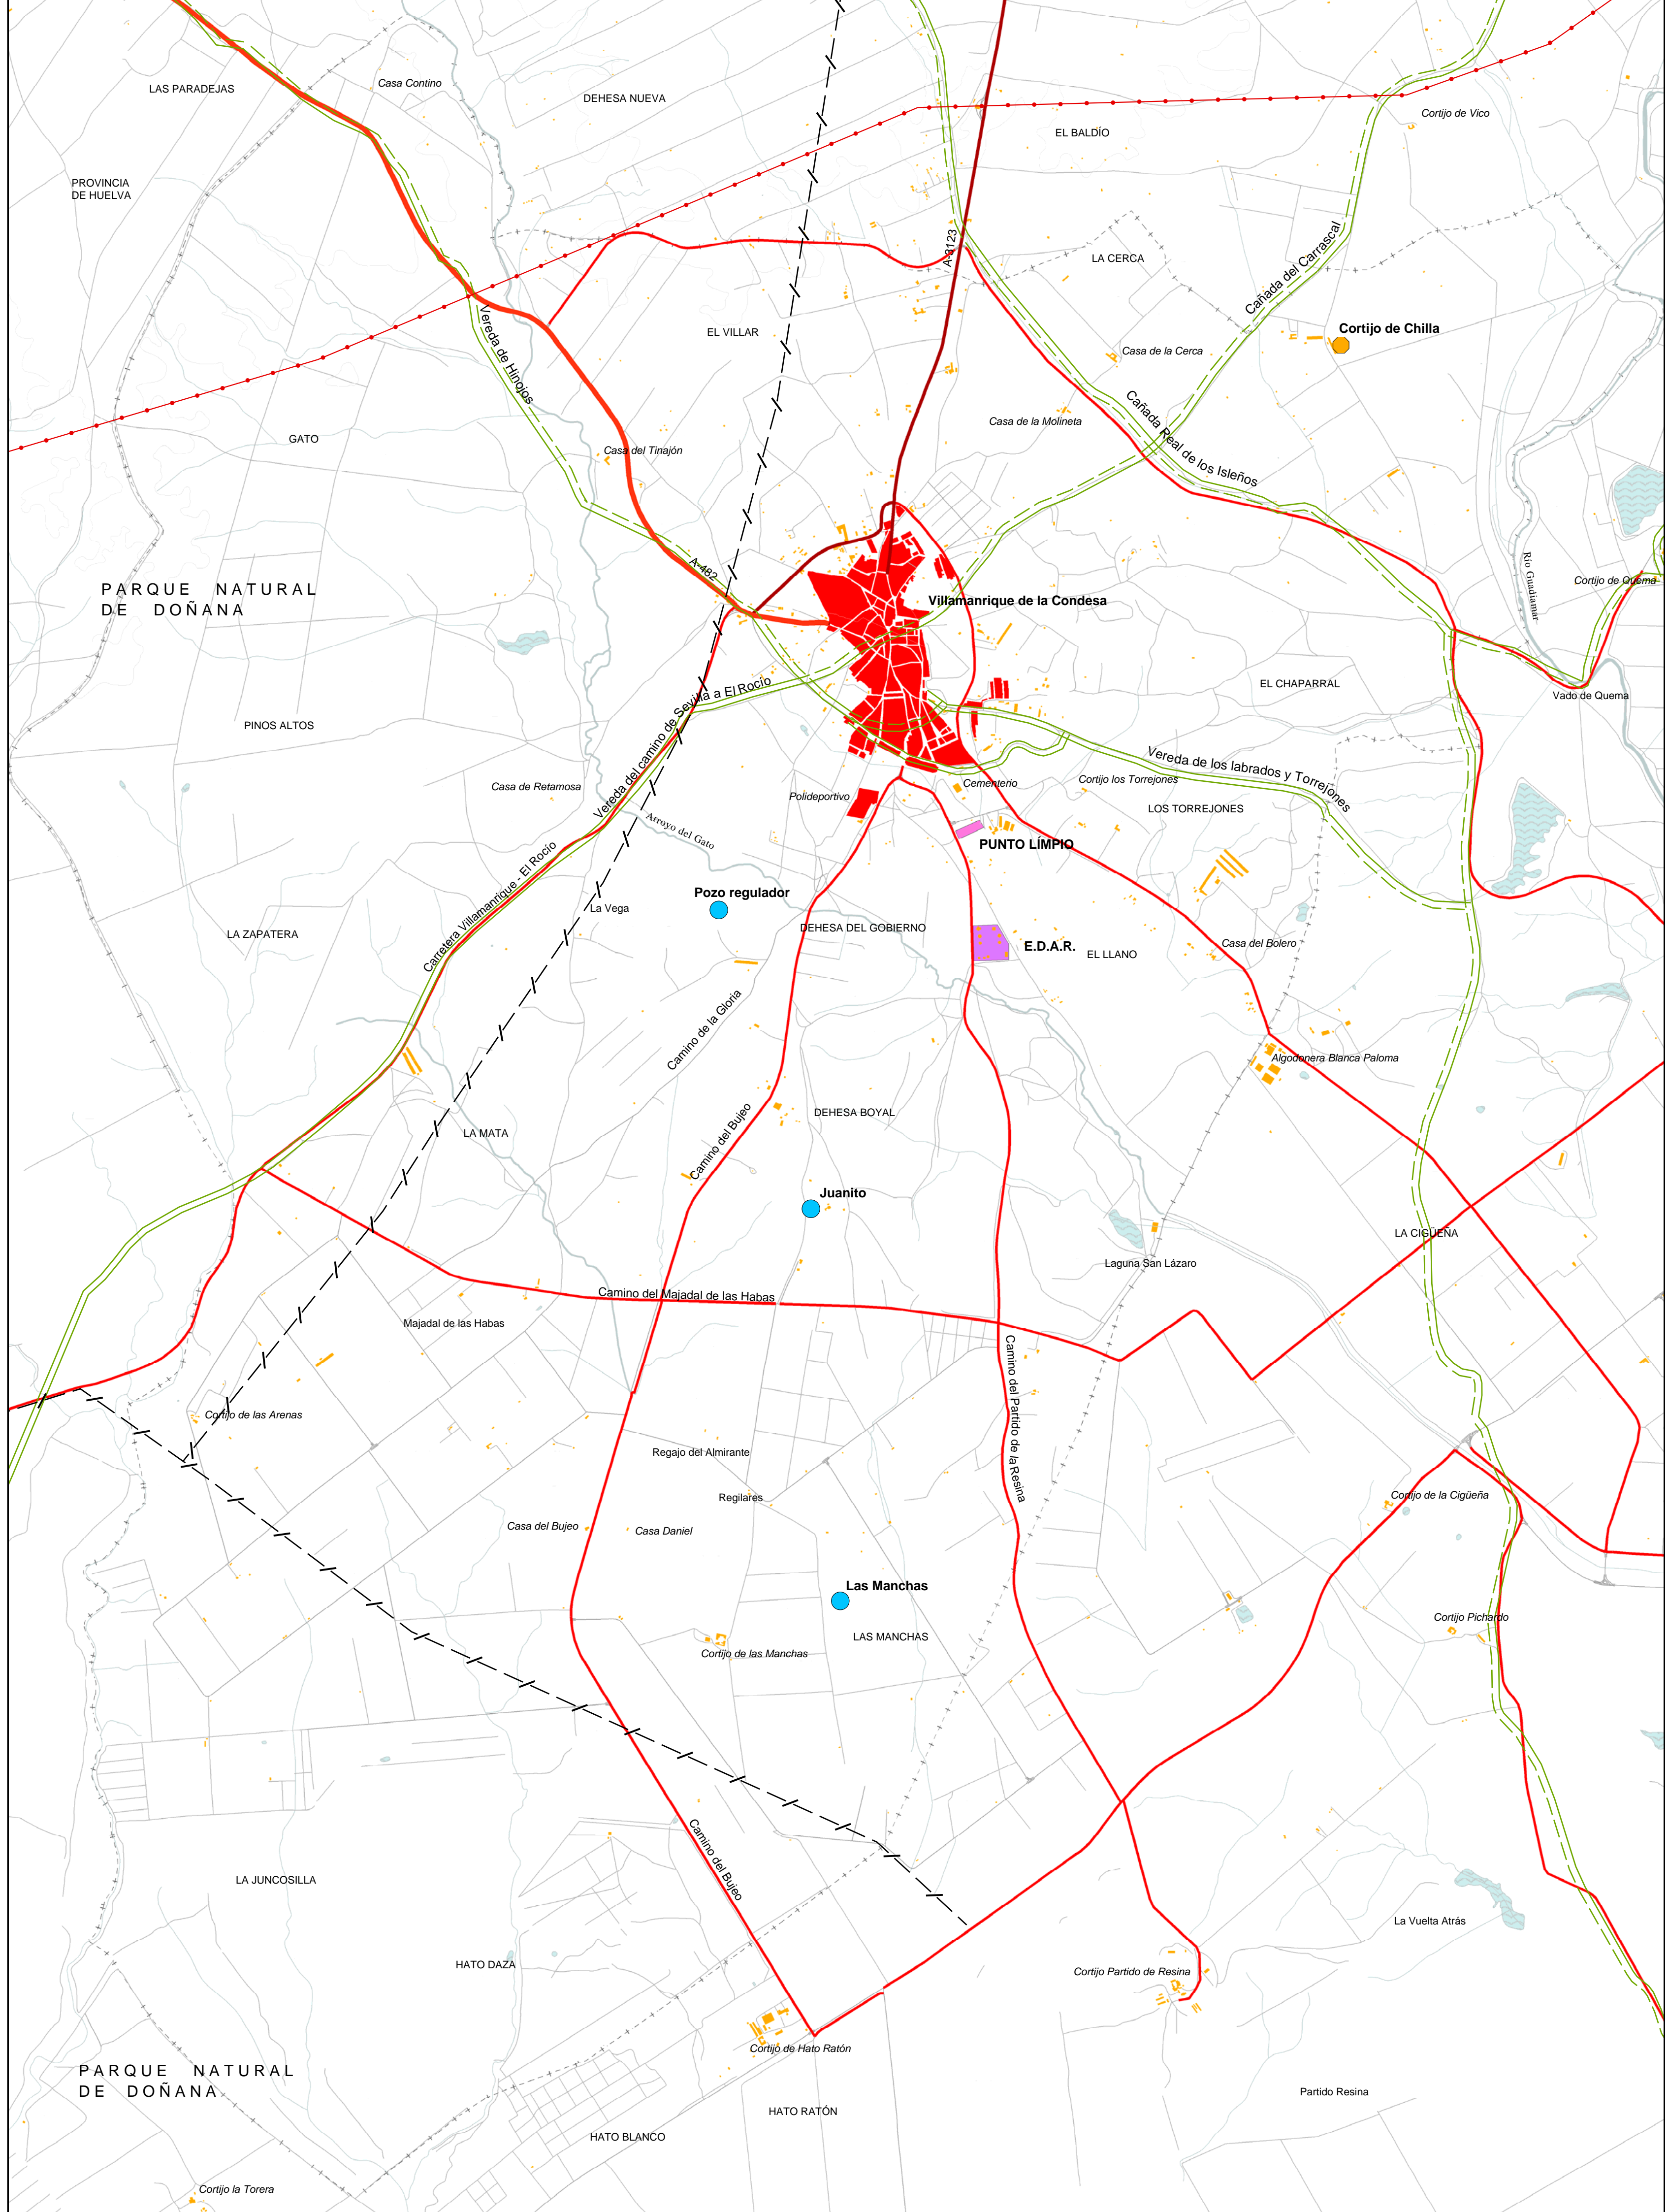 LAS PARADEJAS
Casa Contino
DEHESA NUEVA
Cortijo de Vico
EL BALDÍO
PROVINCIA
DE HUELVA
A-8123
LA CERCA
Cañada del Carrascal
EL VILLAR
Cortijo de Chilla
Vereda de Hinojos
Casa de la Cerca
Casa de la Molineta
Cañada Real de los Isleños
GATO
Casa del Tinajón
A-482
PARQUE NATURAL
DE DOÑANA
Río Guadiamar
Cortijo de Quema
Villamanrique de la Condesa
EL CHAPARRAL
Vado de Quema
Vereda del camino de Sevilla a El Rocío
PINOS ALTOS
Vereda de los labrados y Torrejones
Casa de Retamosa
Polideportivo
Cementerio
Cortijo los Torrejones
LOS TORREJONES
Arroyo del Gato
PUNTO LÍMPIO
Carretera Villamanrique - El Rocío
Pozo regulador
La Vega
DEHESA DEL GOBIERNO
LA ZAPATERA
E.D.A.R.
EL LLANO
Casa del Bolero
Camino de la Gloria
Algodonera Blanca Paloma
DEHESA BOYAL
Camino del Bujeo
LA MATA
Juanito
LA CIGÜEÑA
Laguna San Lázaro
Camino del Majadal de las Habas
Majadal de las Habas
Camino del Partido de la Resina
Cortijo de las Arenas
Regajo del Almirante
Regilares
Cortijo de la Cigüeña
Casa del Bujeo
Casa Daniel
Las Manchas
Cortijo Pichardo
LAS MANCHAS
Cortijo de las Manchas
Camino del Bujeo
LA JUNCOSILLA
La Vuelta Atrás
HATO DAZA
Cortijo Partido de Resina
Cortijo de Hato Ratón
PARQUE NATURAL
DE DOÑANA
Partido Resina
HATO RATÓN
HATO BLANCO
Cortijo la Torera